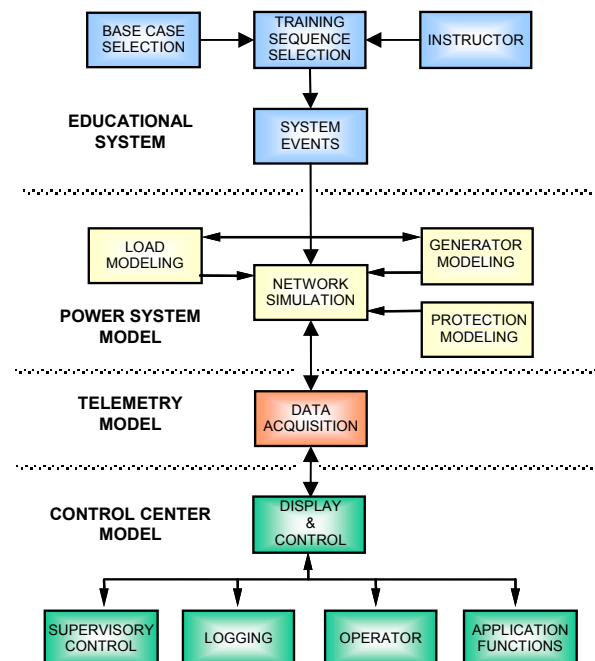 BASE CASE
SELECTION
TRAINING
SEQUENCE
SELECTION
INSTRUCTOR
EDUCATIONAL
SYSTEM
SYSTEM
EVENTS
LOAD
MODELING
GENERATOR
MODELING
NETWORK
SIMULATION
POWER SYSTEM
MODEL
PROTECTION
MODELING
TELEMETRY
MODEL
DATA
ACQUISITION
CONTROL CENTER
MODEL
DISPLAY
&
CONTROL
SUPERVISORY
CONTROL
LOGGING
OPERATOR
APPLICATION
FUNCTIONS